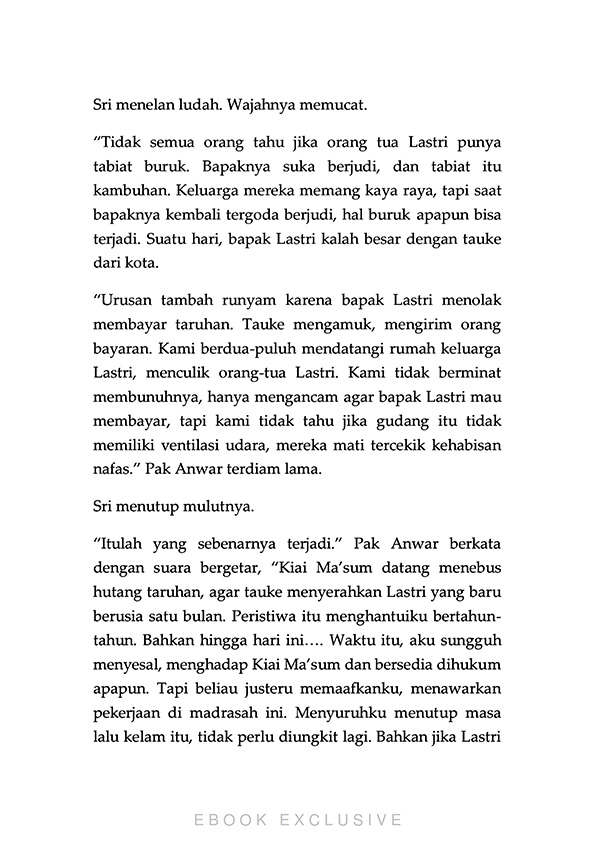 Sri menelan ludah. Wajahnya memucat.
“Tidak semua orang tahu jika orang tua Lastri punya
tabiat buruk. Bapaknya suka berjudi, dan tabiat itu
kambuhan. Keluarga mereka memang kaya raya, tapi saat
bapaknya kembali tergoda berjudi, hal buruk apapun bisa
terjadi. Suatu hari, bapak Lastri kalah besar dengan tauke
dari kota.
“Urusan tambah runyam karena bapak Lastri menolak
membayar taruhan. Tauke mengamuk, mengirim orang
bayaran. Kami berdua-puluh mendatangi rumah keluarga
Lastri, menculik orang-tua Lastri. Kami tidak berminat
membunuhnya, hanya mengancam agar bapak Lastri mau
membayar, tapi kami tidak tahu jika gudang itu tidak
memiliki ventilasi udara, mereka mati tercekik kehabisan
nafas.” Pak Anwar terdiam lama.
Sri menutup mulutnya.
“Itulah yang sebenarnya terjadi.” Pak Anwar berkata
dengan suara bergetar, “Kiai Ma’sum datang menebus
hutang taruhan, agar tauke menyerahkan Lastri yang baru
berusia satu bulan. Peristiwa itu menghantuiku bertahun-
tahun. Bahkan hingga hari ini…. Waktu itu, aku sungguh
menyesal, menghadap Kiai Ma’sum dan bersedia dihukum
apapun. Tapi beliau justeru memaafkanku, menawarkan
pekerjaan di madrasah ini. Menyuruhku menutup masa
lalu kelam itu, tidak perlu diungkit lagi. Bahkan jika Lastri
EBOOK EXCLUSIVE